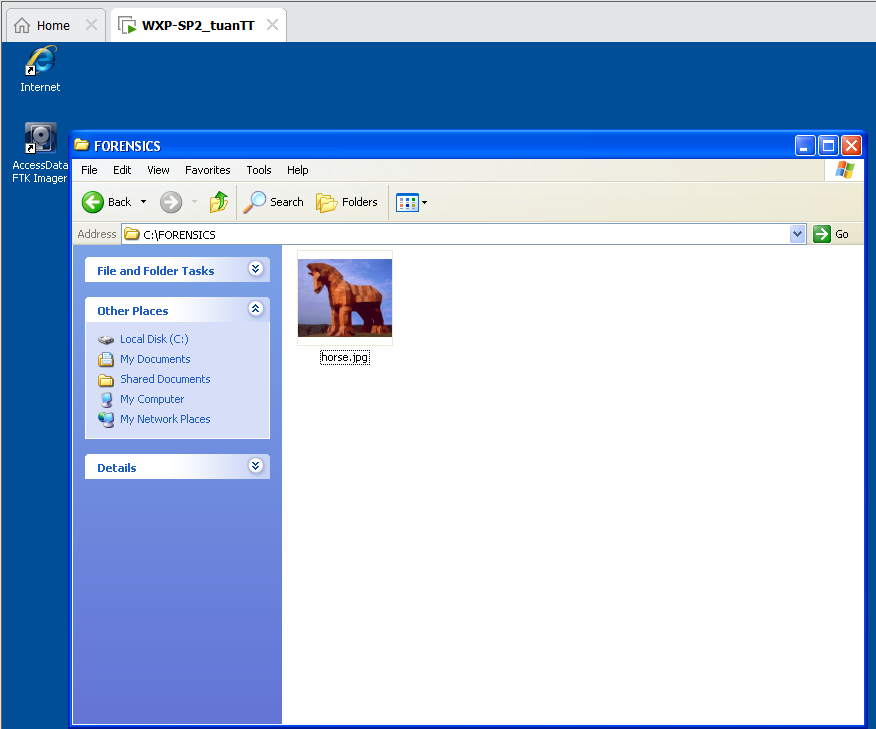 Home
WXP-SP2_tuanTT
Internet
AccessData
FTK Imager
FORENSICS
File Edit View Favorites Tools Help
Back Search Folders
Address C:\FORENSICS Go
File and Folder Tasks
Other Places
Local Disk (C:)
My Documents
Shared Documents
My Computer
My Network Places
Details
horse.jpg